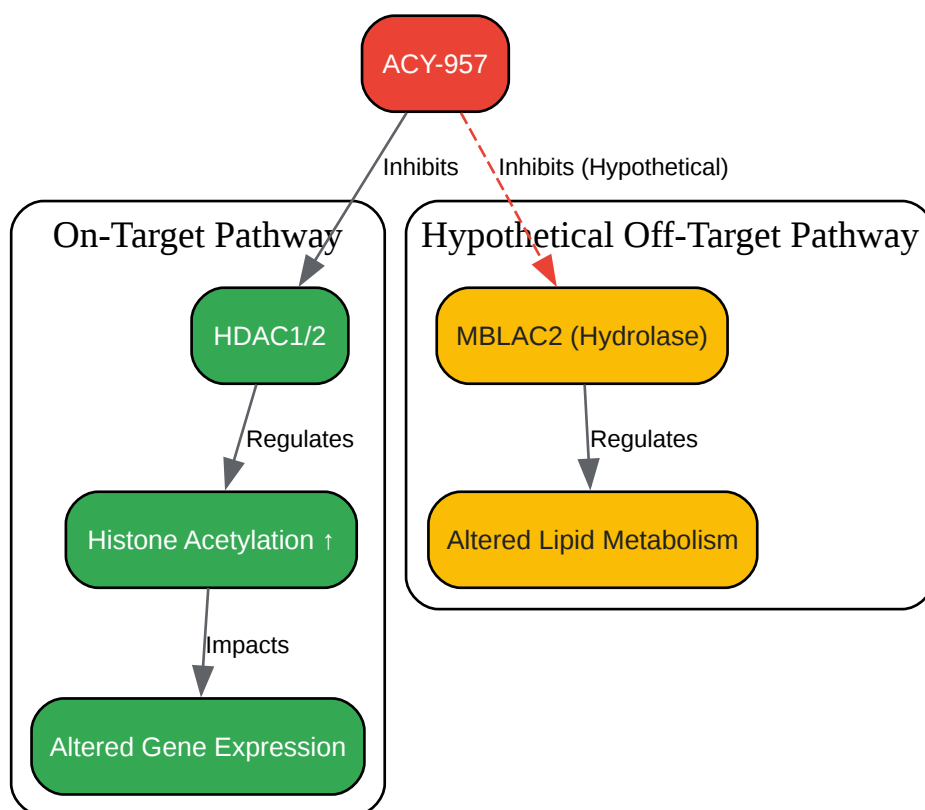 ACY-957
Inhibits
Inhibits (Hypothetical)
On-Target Pathway
Hypothetical Off-Target Pathway
HDAC1/2
MBLAC2 (Hydrolase)
Regulates
Regulates
Histone Acetylation ↑
Altered Lipid Metabolism
Impacts
Altered Gene Expression